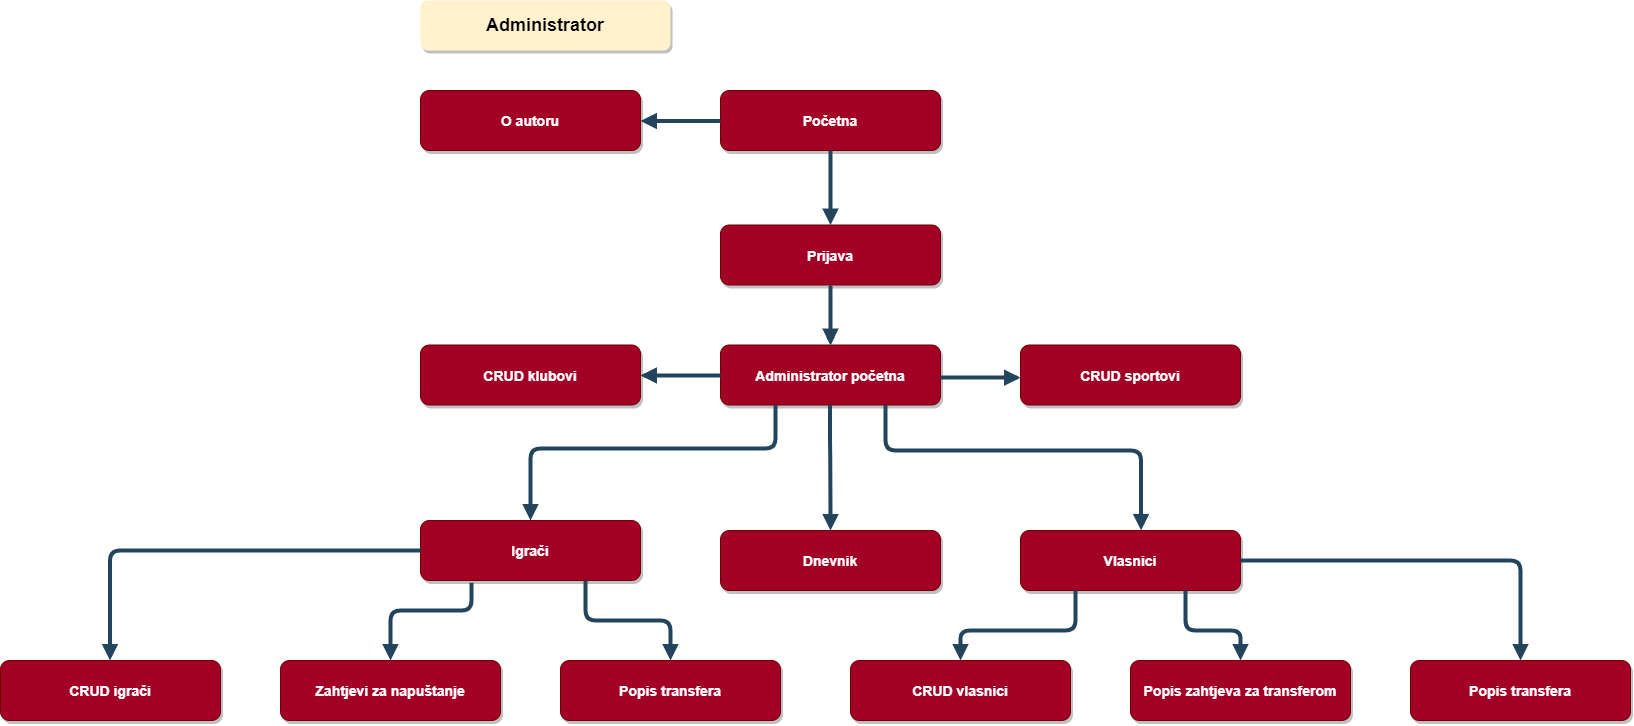 Administrator
O autoru
Početna
Prijava
CRUD klubovi
Administrator početna
CRUD sportovi
Igrači
Dnevnik
Vlasnici
CRUD igrači
Zahtjevi za napuštanje
Popis transfera
CRUD vlasnici
Popis zahtjeva za transferom
Popis transfera